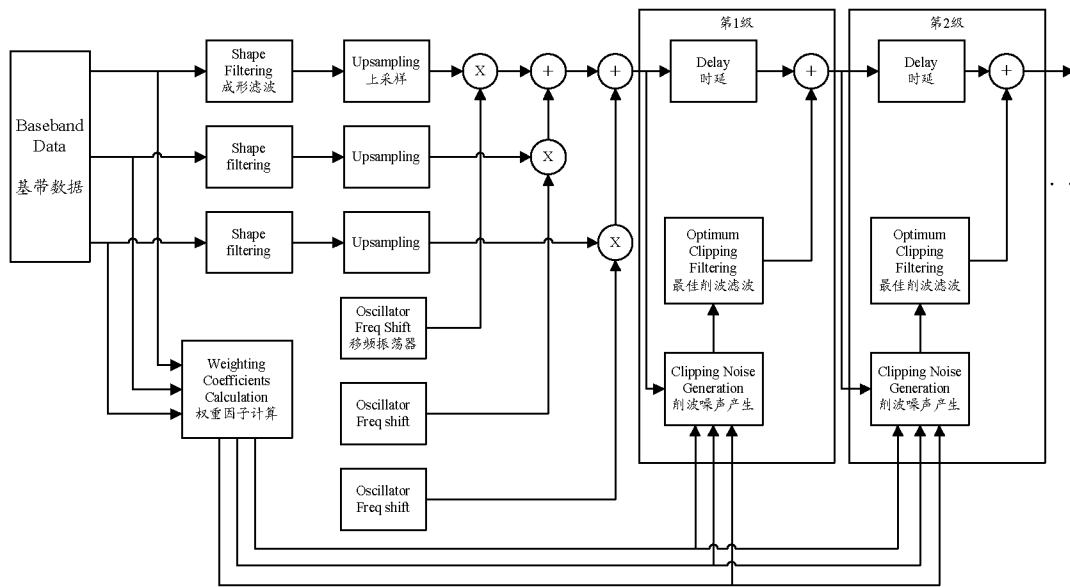 第1级
第2级
Baseband
Data
基带数据
Shape
Filtering
成形滤波
Upsampling
上采样
X
+
+
Delay
时延
+
Delay
时延
+
Shape
filtering
Upsampling
X
. .
Shape
filtering
Upsampling
X
Optimum
Clipping
Filtering
最佳削波滤波
Optimum
Clipping
Filtering
最佳削波滤波
Oscillator
Freq Shift
移频振荡器
Weighting
Coefficients
Calculation
权重因子计算
Clipping Noise
Generation
削波噪声产生
Clipping Noise
Generation
削波噪声产生
Oscillator
Freq shift
Oscillator
Freq shift